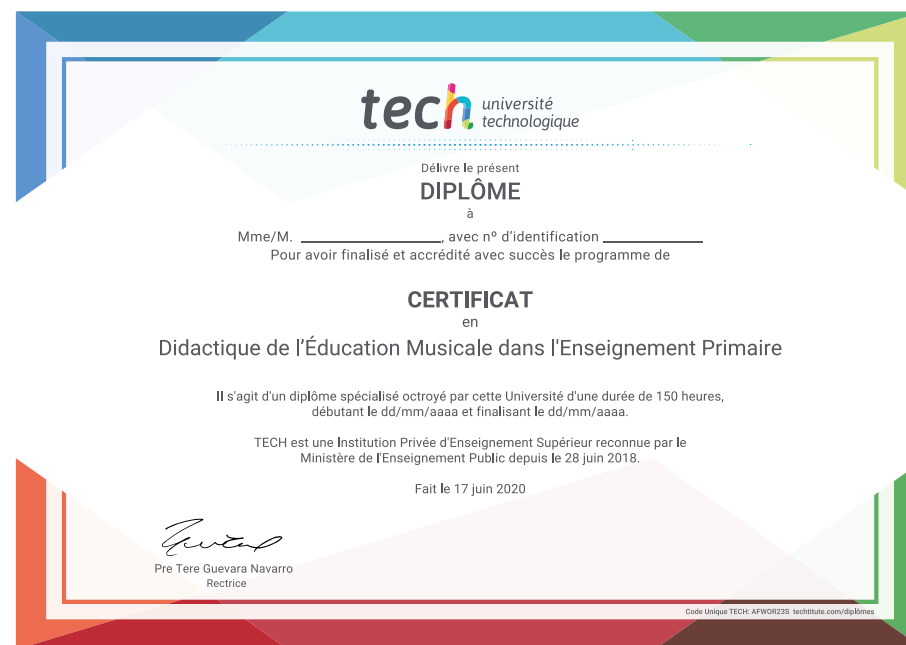 tech université
technologique
Délivre le présent
DIPLÔME
à
Mme/M. ____________________, avec nº d'identification ______________
Pour avoir finalisé et accrédité avec succès le programme de
CERTIFICAT
en
Didactique de l'Éducation Musicale dans l'Enseignement Primaire
Il s'agit d'un diplôme spécialisé octroyé par cette Université d'une durée de 150 heures,
débutant le dd/mm/aaaa et finalisant le dd/mm/aaaa.
TECH est une Institution Privée d'Enseignement Supérieur reconnue par le
Ministère de l'Enseignement Public depuis le 28 juin 2018.
Fait le 17 juin 2020
Pre Tere Guevara Navarro
Rectrice
Code Unique TECH: AFWOR23S techtitute.com/diplômes